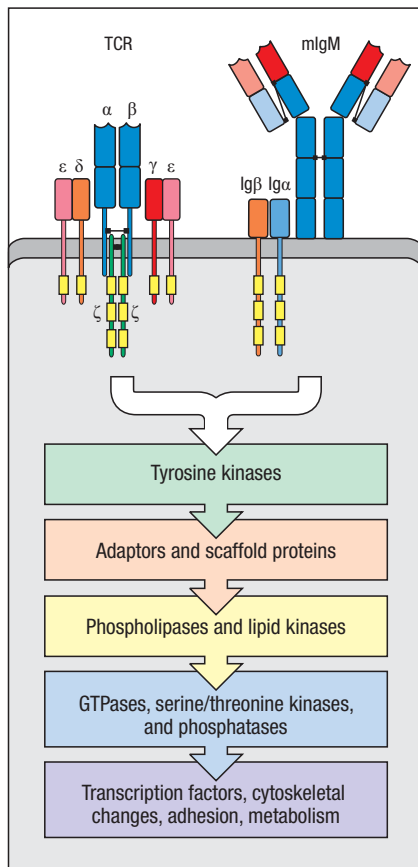 TCR
mIgM
α β
ε δ
γ ε
Igβ Igα
ζ ζ
Tyrosine kinases
Adaptors and scaffold proteins
Phospholipases and lipid kinases
GTPases, serine/threonine kinases,
and phosphatases
Transcription factors, cytoskeletal
changes, adhesion, metabolism